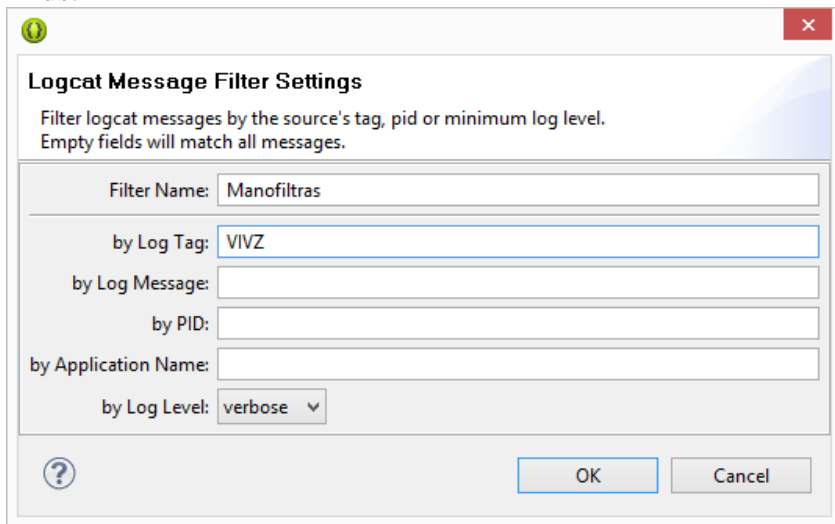 Logcat Message Filter Settings
Filter logcat messages by the source's tag, pid or minimum log level.
Empty fields will match all messages.
Filter Name: Manofiltras
by Log Tag: VIVZ
by Log Message:
by PID:
by Application Name:
by Log Level: verbose
OK Cancel